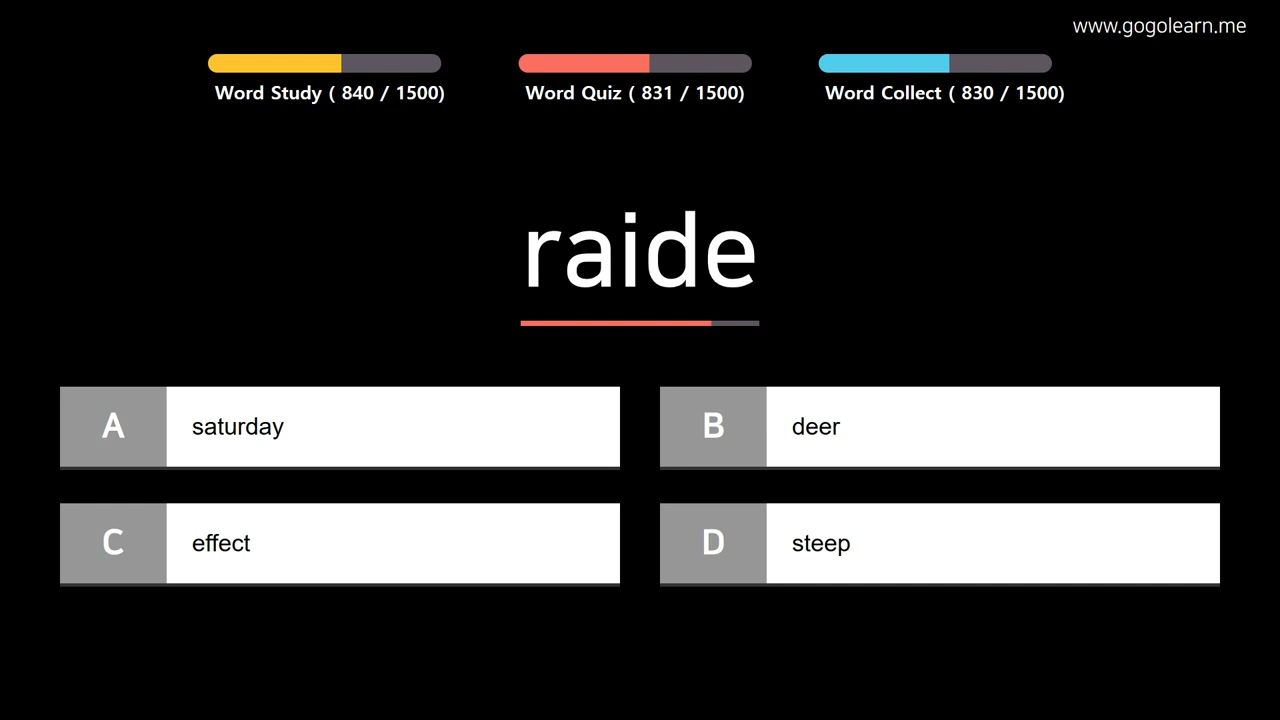 www.gogolearn.me
Word Study ( 840 / 1500)
Word Quiz ( 831 / 1500)
Word Collect ( 830 / 1500)
raide
A saturday
B deer
C effect
D steep